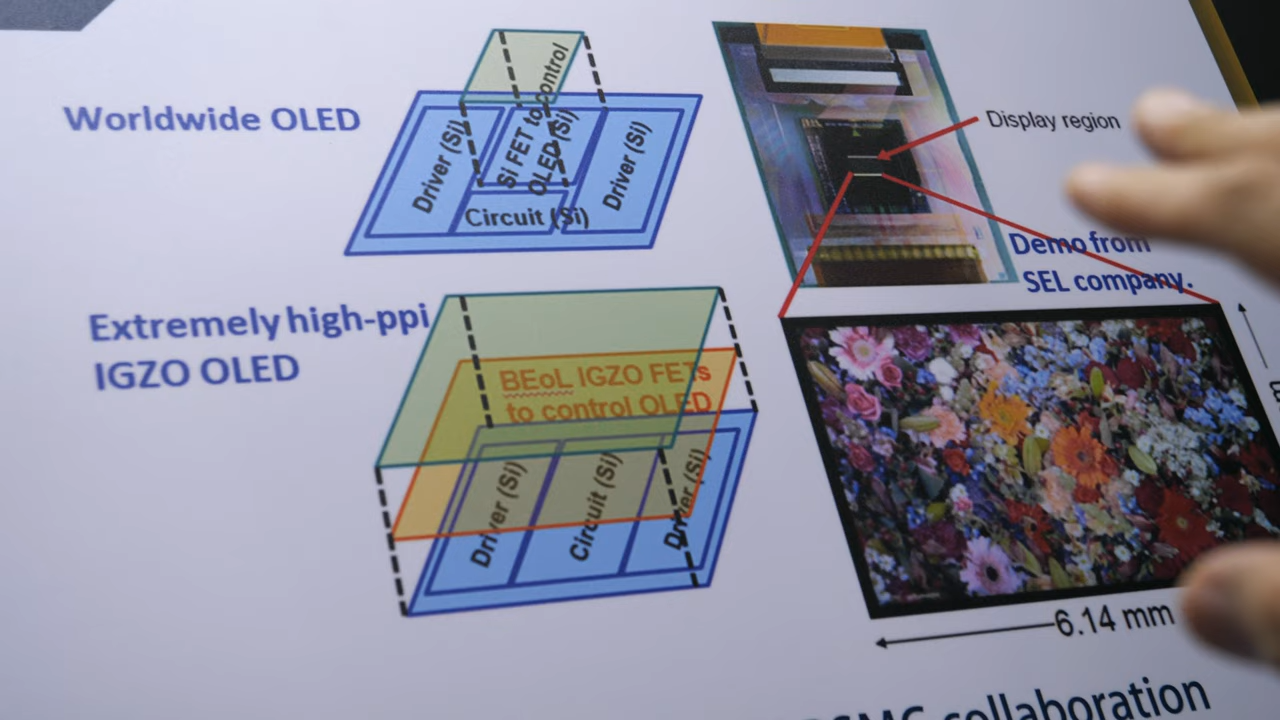 Worldwide OLED
Driver (Si)
Si FET to control
OLED (Si)
Driver (Si)
Circuit (Si)
Display region
Demo from
SEL company.
Extremely high-ppi
IGZO OLED
BEoL IGZO FETs
to control OLED
Driver (Si)
Circuit (Si)
Driver (Si)
6.14 mm
collaboration